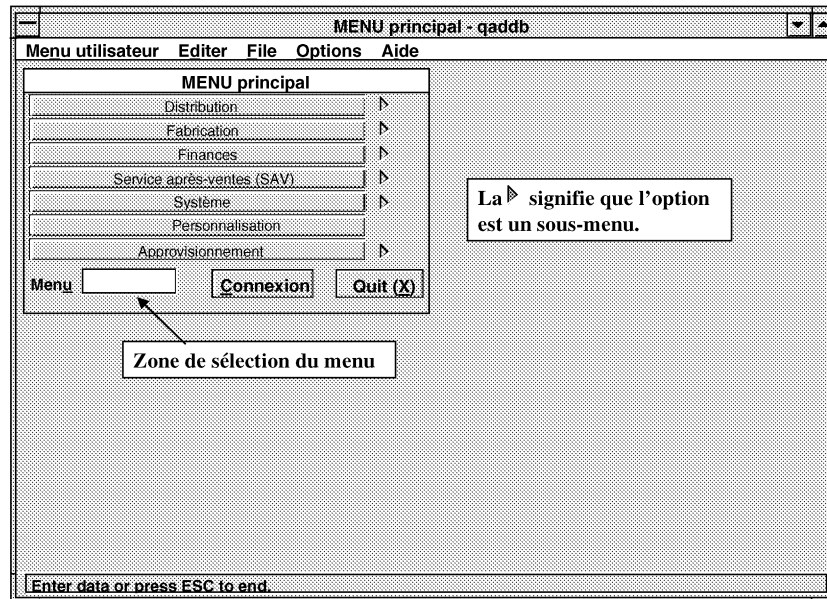 MENU principal - qaddb
Menu utilisateur Editer File Options Aide
MENU principal
Distribution
Fabrication
Finances
Service après-ventes (SAV)
Système
Personnalisation
Approvisionnement
Menu Connexion Quit (X)
La signifie que l'option
est un sous-menu.
Zone de sélection du menu
Enter data or press ESC to end.